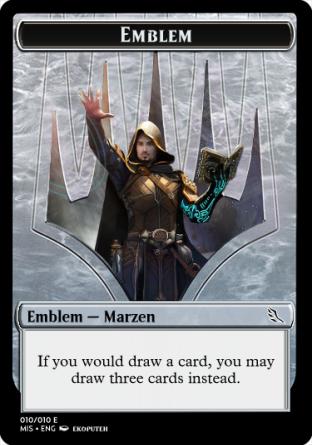 EMBLEM
Emblem — Marzen
If you would draw a card, you may
draw three cards instead.
010/010 E
MIS • ENG EKOPUTEH